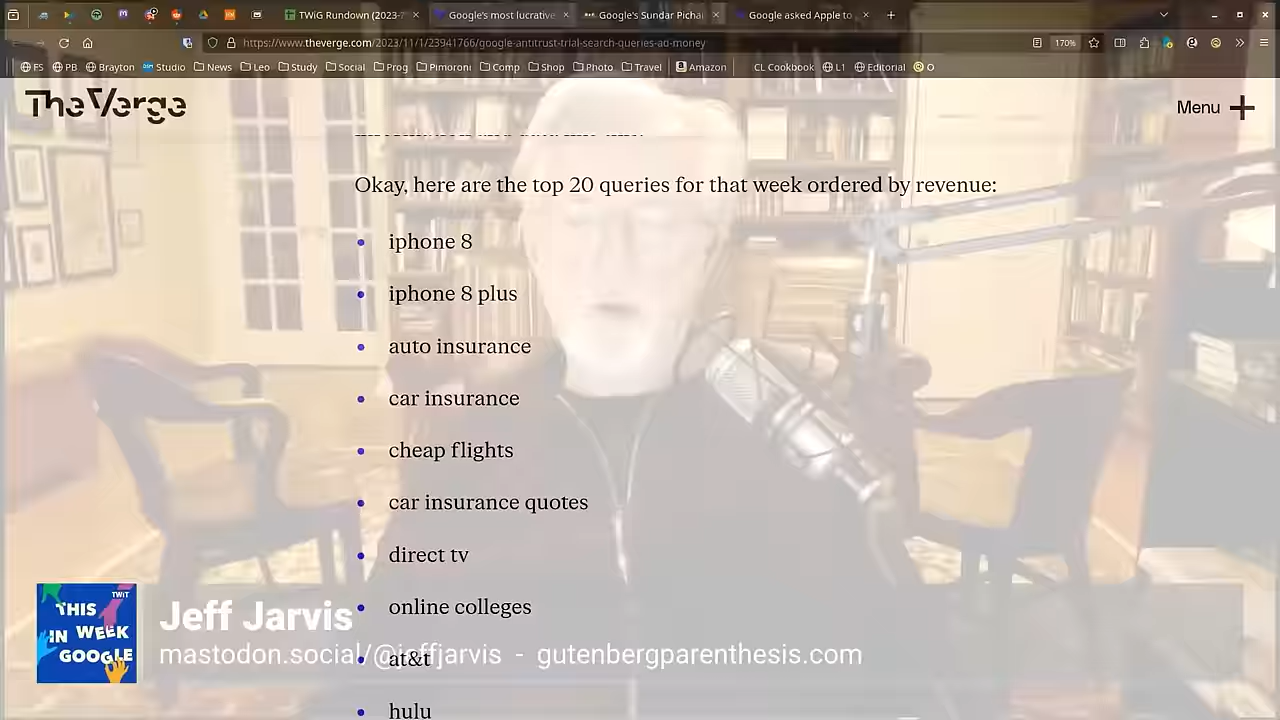 TWiG Rundown (2023-
Google's most lucrative
Google's Sundar Pichai
Google asked Apple to
https://www.theverge.com/2023/11/1/23941766/google-antitrust-trial-search-queries-ad-money
170%
FS PB Brayton Studio News Leo Study Social Prog Pimoroni Comp Shop Photo Travel Amazon CL Cookbook L1 Editorial O
The Verge
Menu
Okay, here are the top 20 queries for that week ordered by revenue:
iphone 8
iphone 8 plus
auto insurance
car insurance
cheap flights
car insurance quotes
direct tv
online colleges
at&t
hulu
TWiT
THIS
IN WEEK
GOOGLE
Jeff Jarvis
mastodon.social/@jeffjarvis - gutenbergparenthesis.com